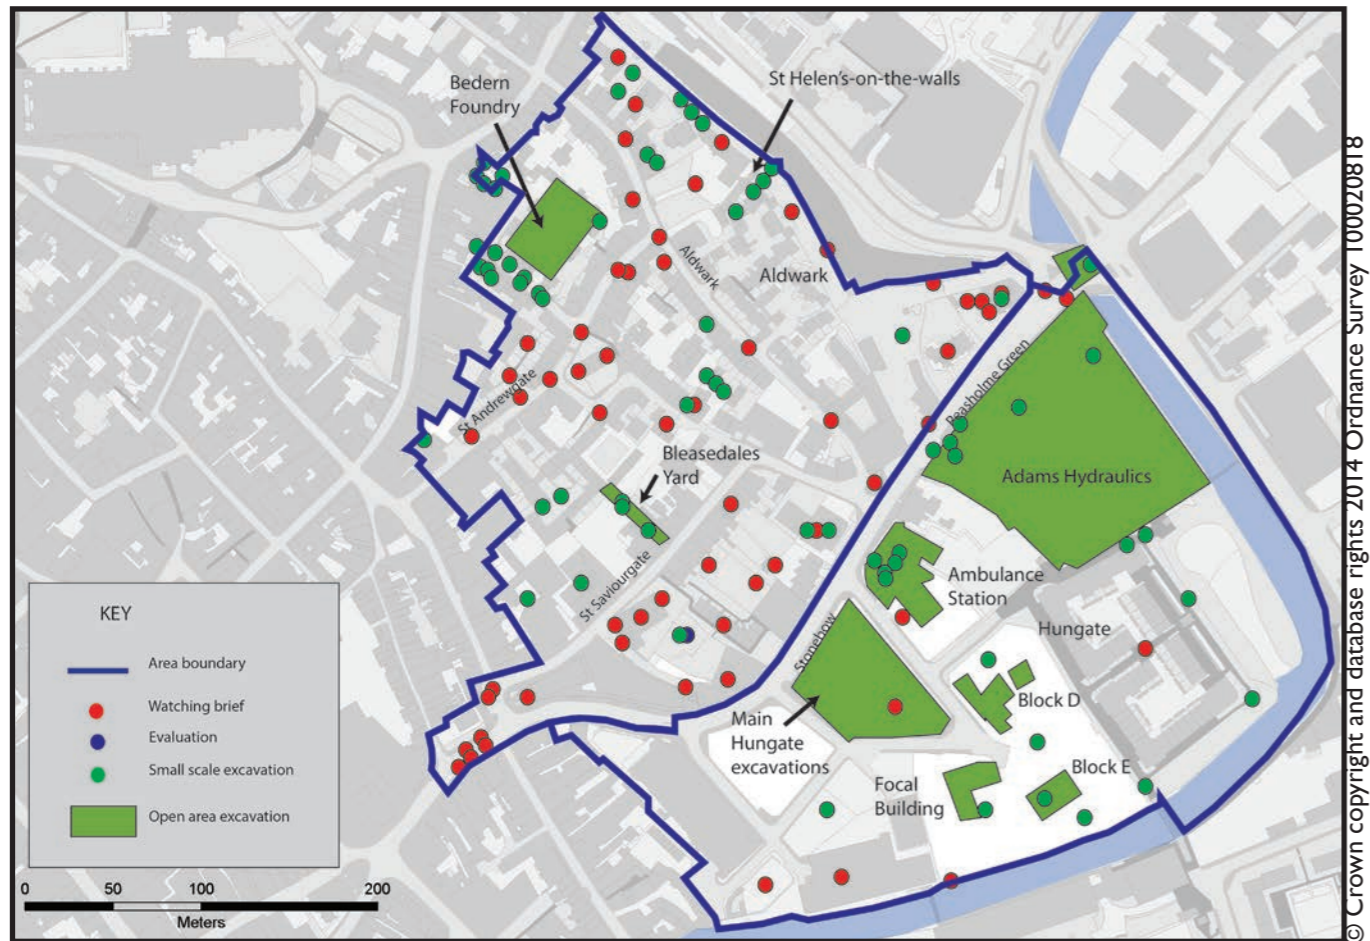 Bedern
Foundry
St Helen's-on-the-walls
Aldwark
Aldwark
St Andrewgate
Peasholme Green
Bleasedales
Yard
Adams Hydraulics
St Saviourgate
Ambulance
Station
Hungate
Stonebow
Block D
Main
Hungate
excavations
Focal
Building
Block E
KEY
Area boundary
Watching brief
Evaluation
Small scale excavation
Open area excavation
0 50 100 200
Meters
© Crown copyright and database rights 2014 Ordnance Survey 100020818